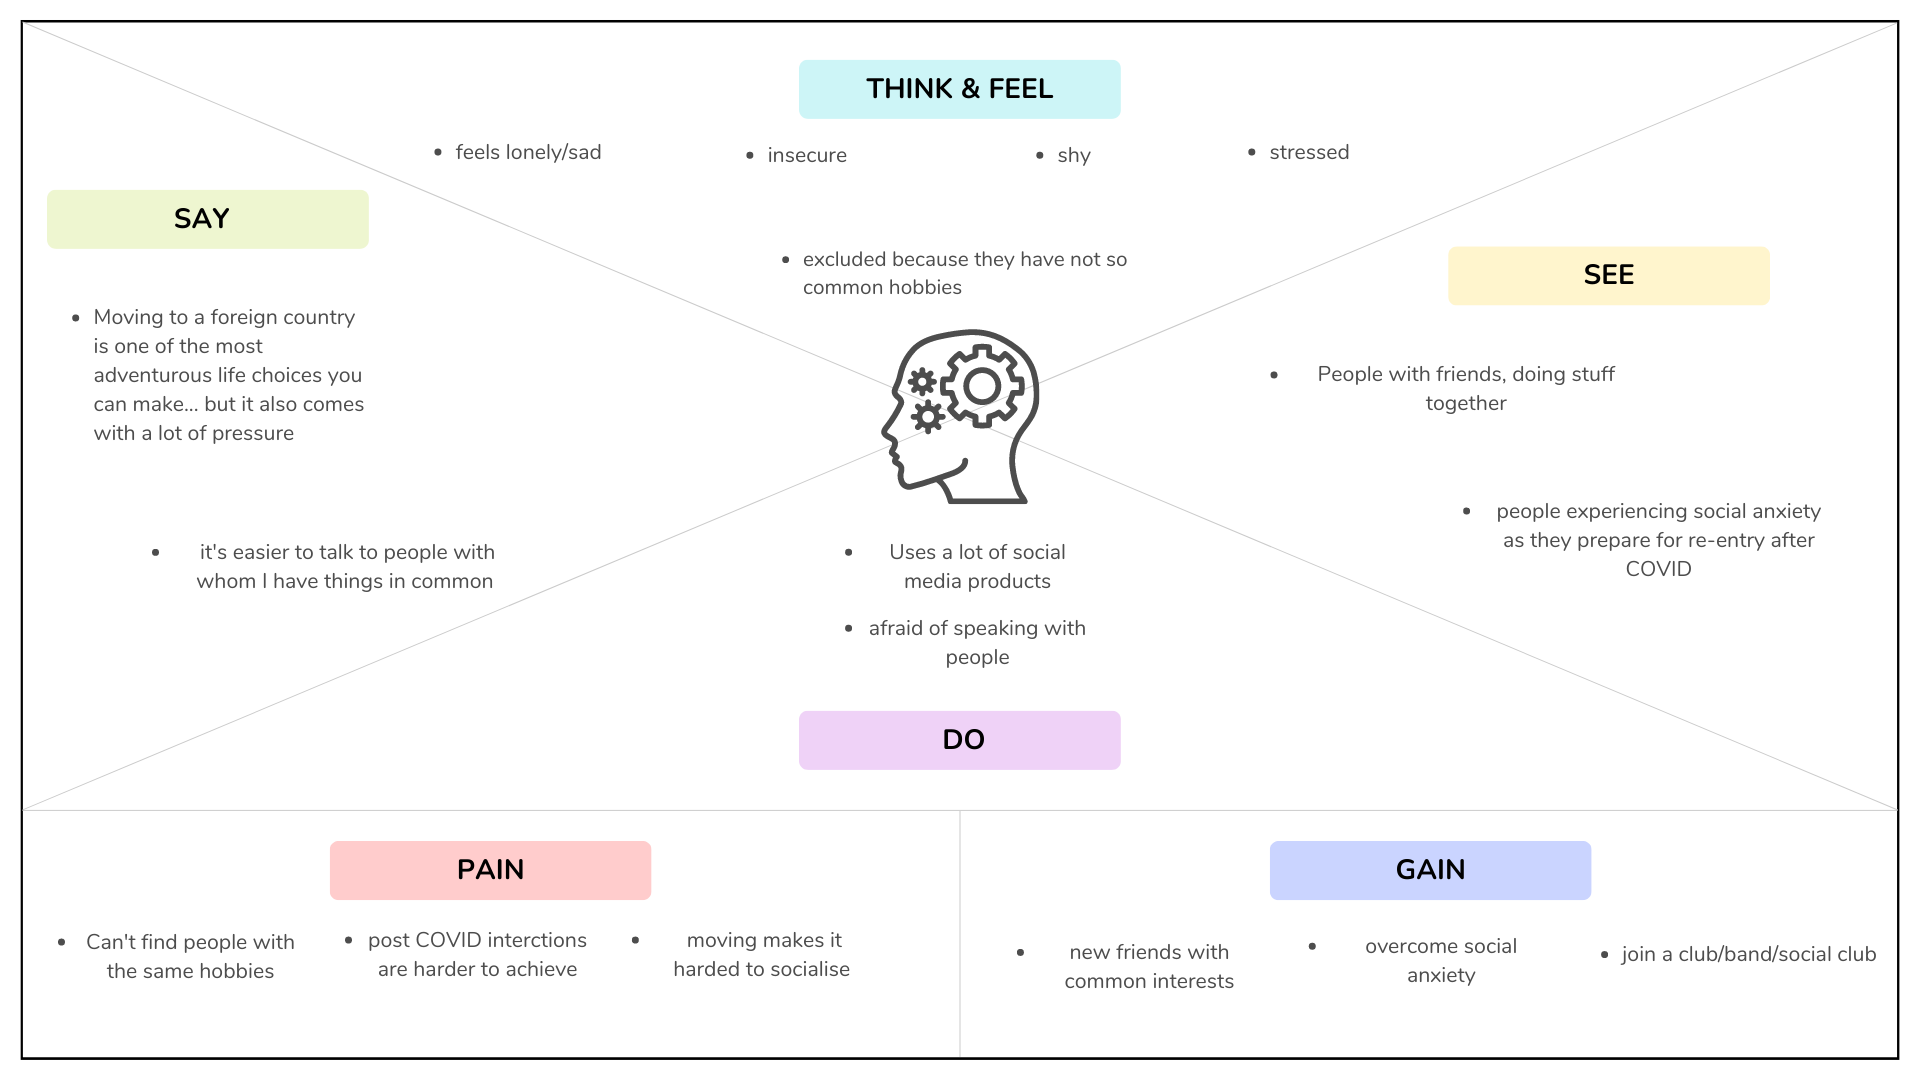 THINK & FEEL
• feels lonely/sad
• insecure
• shy
• stressed
• excluded because they have not so
common hobbies
SAY
• Moving to a foreign country
is one of the most
adventurous life choices you
can make... but it also comes
with a lot of pressure
• it's easier to talk to people with
whom I have things in common
SEE
• People with friends, doing stuff
together
• people experiencing social anxiety
as they prepare for re-entry after
COVID
• Uses a lot of social
media products
• afraid of speaking with
people
DO
PAIN
• Can't find people with
the same hobbies
• post COVID interctions
are harder to achieve
• moving makes it
harded to socialise
GAIN
• new friends with
common interests
• overcome social
anxiety
• join a club/band/social club